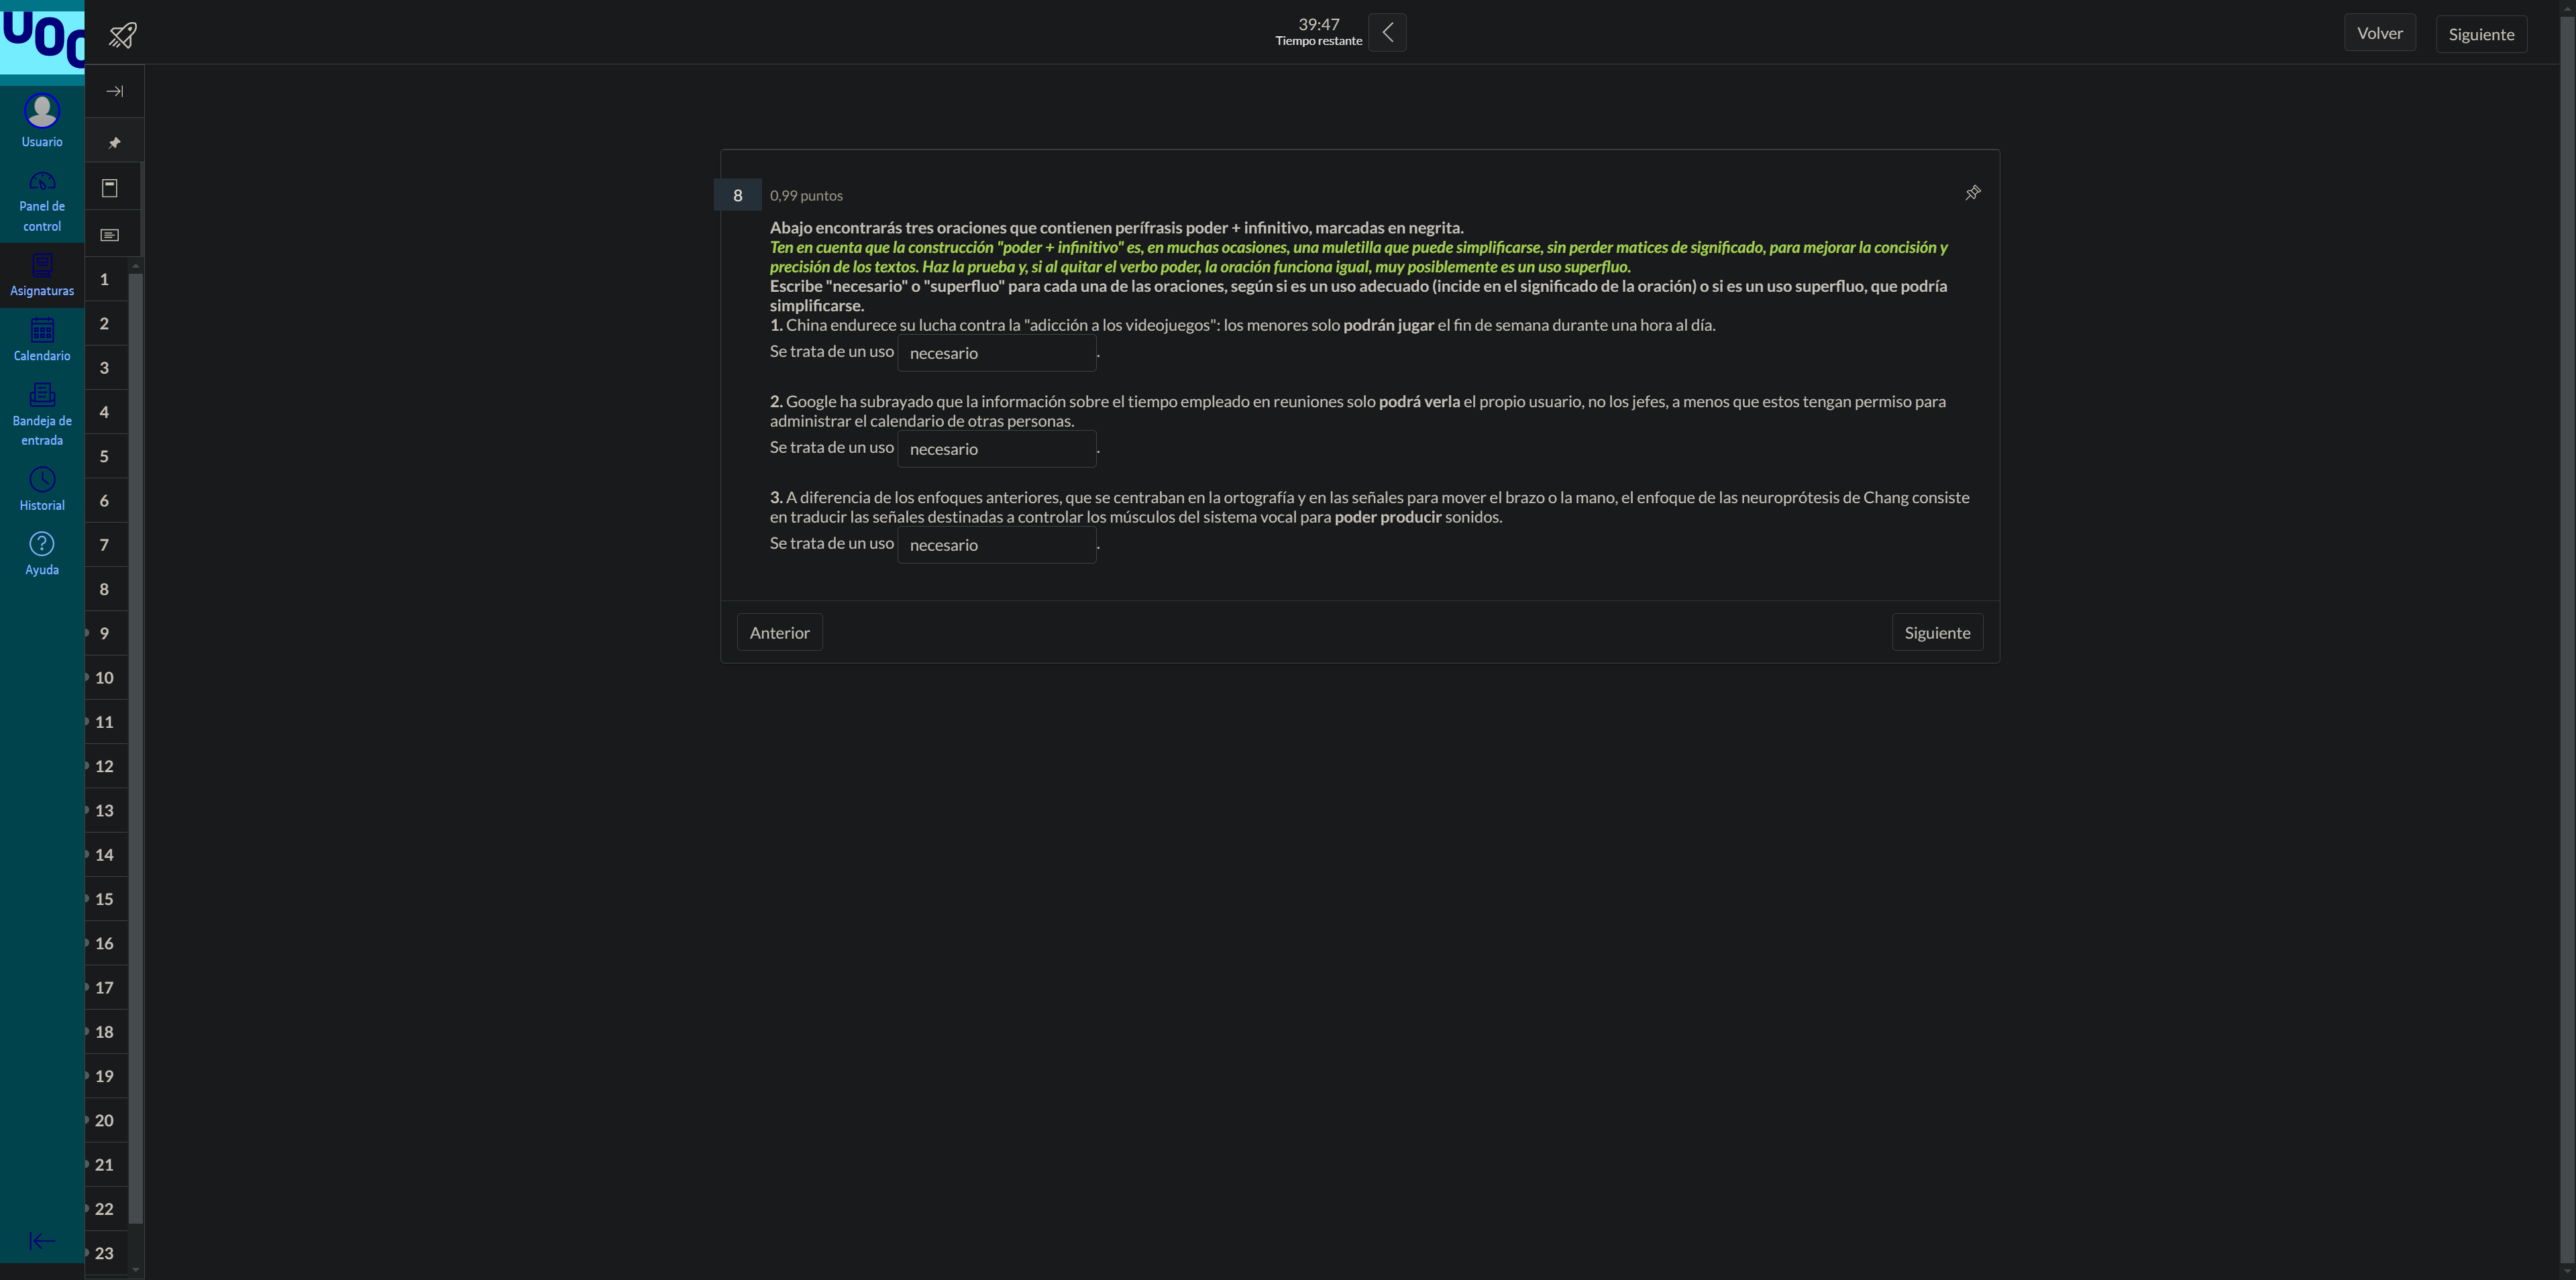 UOC
39:47
Tiempo restante
Volver
Siguiente
Usuario
Panel de
control
Asignaturas
Calendario
Bandeja de
entrada
Historial
Ayuda
1
2
3
4
5
6
7
8
9
10
11
12
13
14
15
16
17
18
19
20
21
22
23
8
0,99 puntos
Abajo encontrarás tres oraciones que contienen perífrasis poder + infinitivo, marcadas en negrita.
Ten en cuenta que la construcción "poder + infinitivo" es, en muchas ocasiones, una muletilla que puede simplificarse, sin perder matices de significado, para mejorar la concisión y
precisión de los textos. Haz la prueba y, si al quitar el verbo poder, la oración funciona igual, muy posiblemente es un uso superfluo.
Escribe "necesario" o "superfluo" para cada una de las oraciones, según si es un uso adecuado (incide en el significado de la oración) o si es un uso superfluo, que podría
simplificarse.
1. China endurece su lucha contra la "adicción a los videojuegos": los menores solo podrán jugar el fin de semana durante una hora al día.
Se trata de un uso necesario.
2. Google ha subrayado que la información sobre el tiempo empleado en reuniones solo podrá verla el propio usuario, no los jefes, a menos que estos tengan permiso para
administrar el calendario de otras personas.
Se trata de un uso necesario.
3. A diferencia de los enfoques anteriores, que se centraban en la ortografía y en las señales para mover el brazo o la mano, el enfoque de las neuroprótesis de Chang consiste
en traducir las señales destinadas a controlar los músculos del sistema vocal para poder producir sonidos.
Se trata de un uso necesario.
Anterior
Siguiente